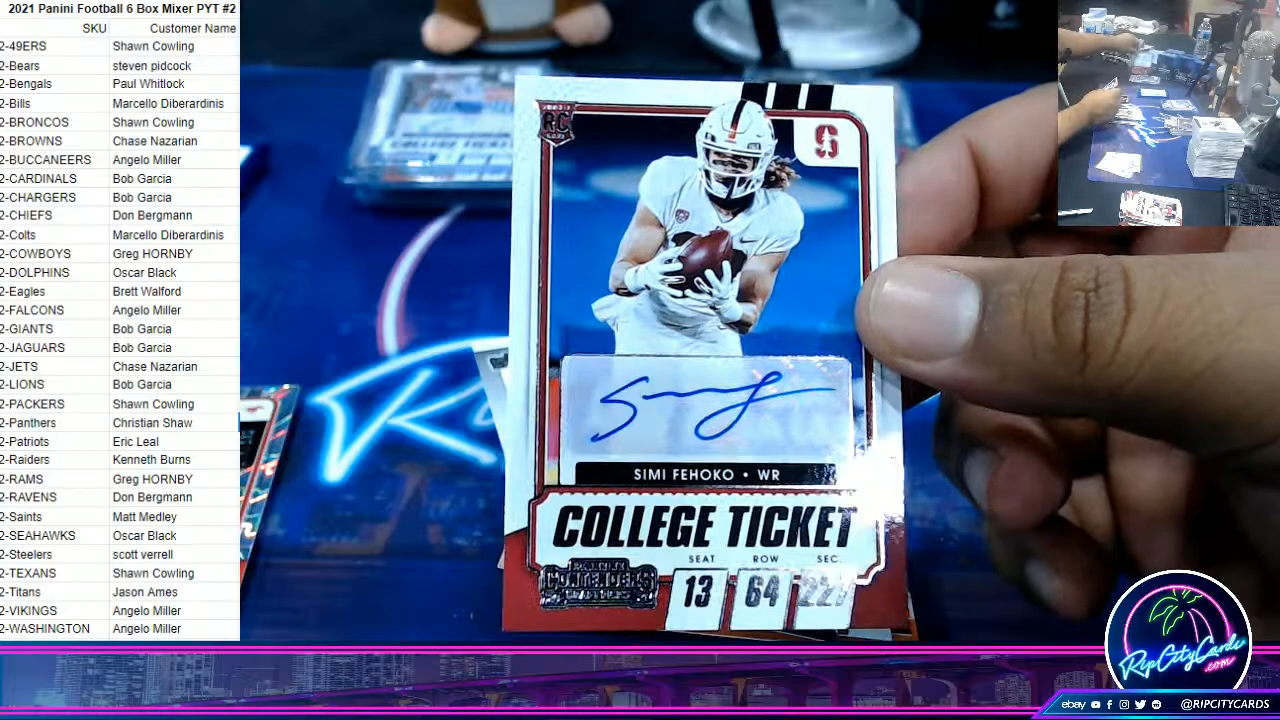 2021 Panini Football 6 Box Mixer PYT #2
SKU Customer Name
2-49ERS Shawn Cowling
2-Bears steven pidcock
2-Bengals Paul Whitlock
2-Bills Marcello Diberardinis
2-BRONCOS Shawn Cowling
2-BROWNS Chase Nazarian
2-BUCCANEERS Angelo Miller
2-CARDINALS Bob Garcia
2-CHARGERS Bob Garcia
2-CHIEFS Don Bergmann
2-Colts Marcello Diberardinis
2-COWBOYS Greg HORNBY
2-DOLPHINS Oscar Black
2-Eagles Brett Walford
2-FALCONS Angelo Miller
2-GIANTS Bob Garcia
2-JAGUARS Bob Garcia
2-JETS Chase Nazarian
2-LIONS Bob Garcia
2-PACKERS Shawn Cowling
2-Panthers Christian Shaw
2-Patriots Eric Leal
2-Raiders Kenneth Burns
2-RAMS Greg HORNBY
2-RAVENS Don Bergmann
2-Saints Matt Medley
2-SEAHAWKS Oscar Black
2-Steelers scott verrell
2-TEXANS Shawn Cowling
2-Titans Jason Ames
2-VIKINGS Angelo Miller
2-WASHINGTON Angelo Miller
RC
S
SIMI FEHOKO • WR
COLLEGE TICKET
SEAT ROW SEC.
13 64 227
PANINI
CONTENDERS
DRAFT PICKS
RipCityCards
.com
ebay @RIPCITYCARDS